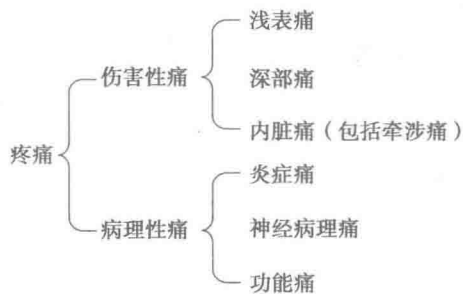 浅表痛
伤害性痛
深部痛
内脏痛（包括牵涉痛）
疼痛
炎症痛
病理性痛
神经病理痛
功能痛